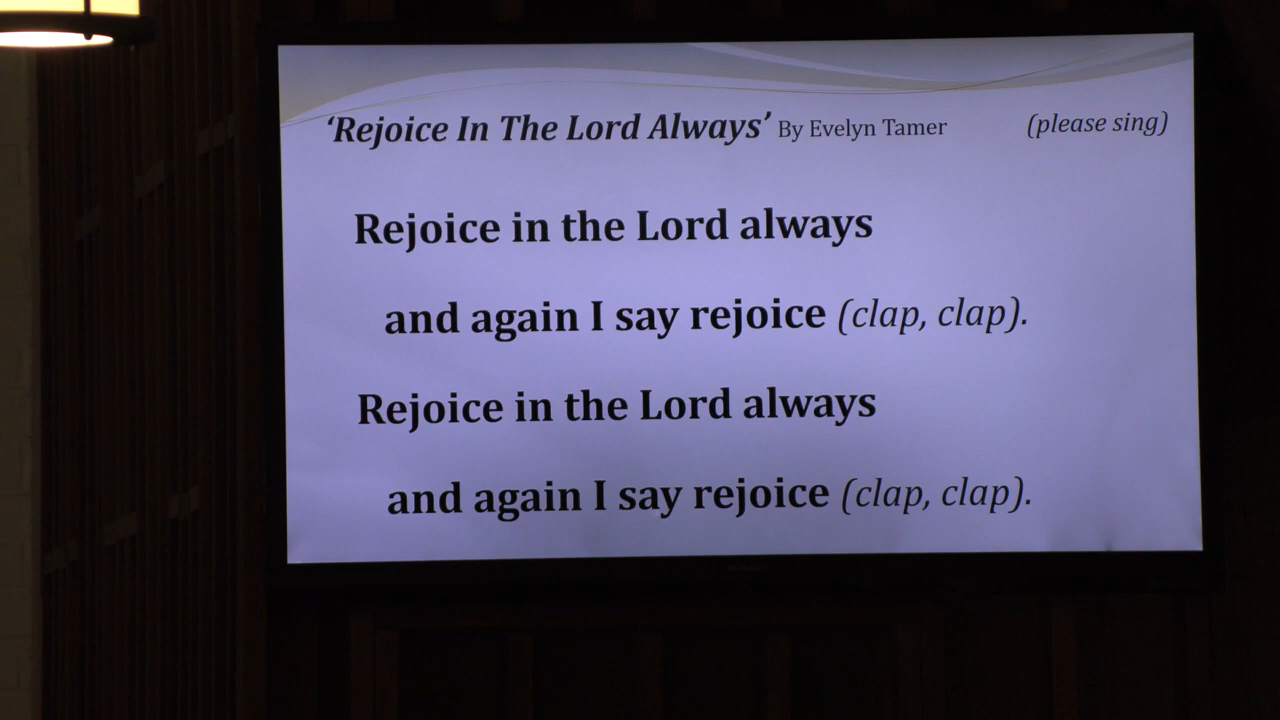 ‘Rejoice In The Lord Always’ By Evelyn Tamer (please sing)
Rejoice in the Lord always
and again I say rejoice (clap, clap).
Rejoice in the Lord always
and again I say rejoice (clap, clap).